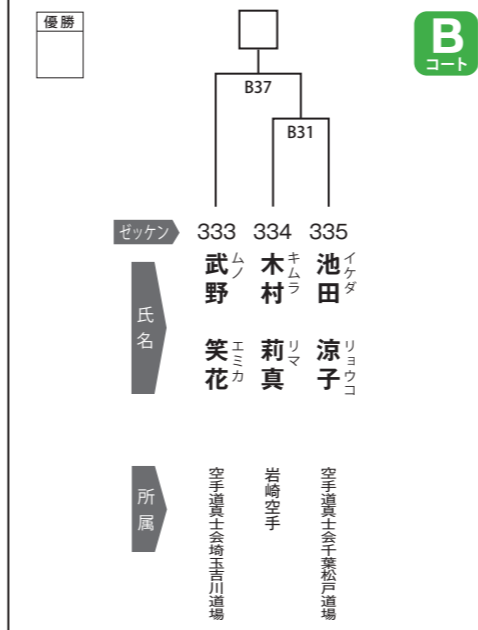 優勝
B
コート
B37
B31
ゼッケン
333 334 335
氏名
武野 笑花
ムノ エミカ
木村 莉真
キムラ リマ
池田 涼子
イケダ リョウコ
所属
空手道真士会埼玉吉川道場
岩崎空手
空手道真士会千葉松戸道場